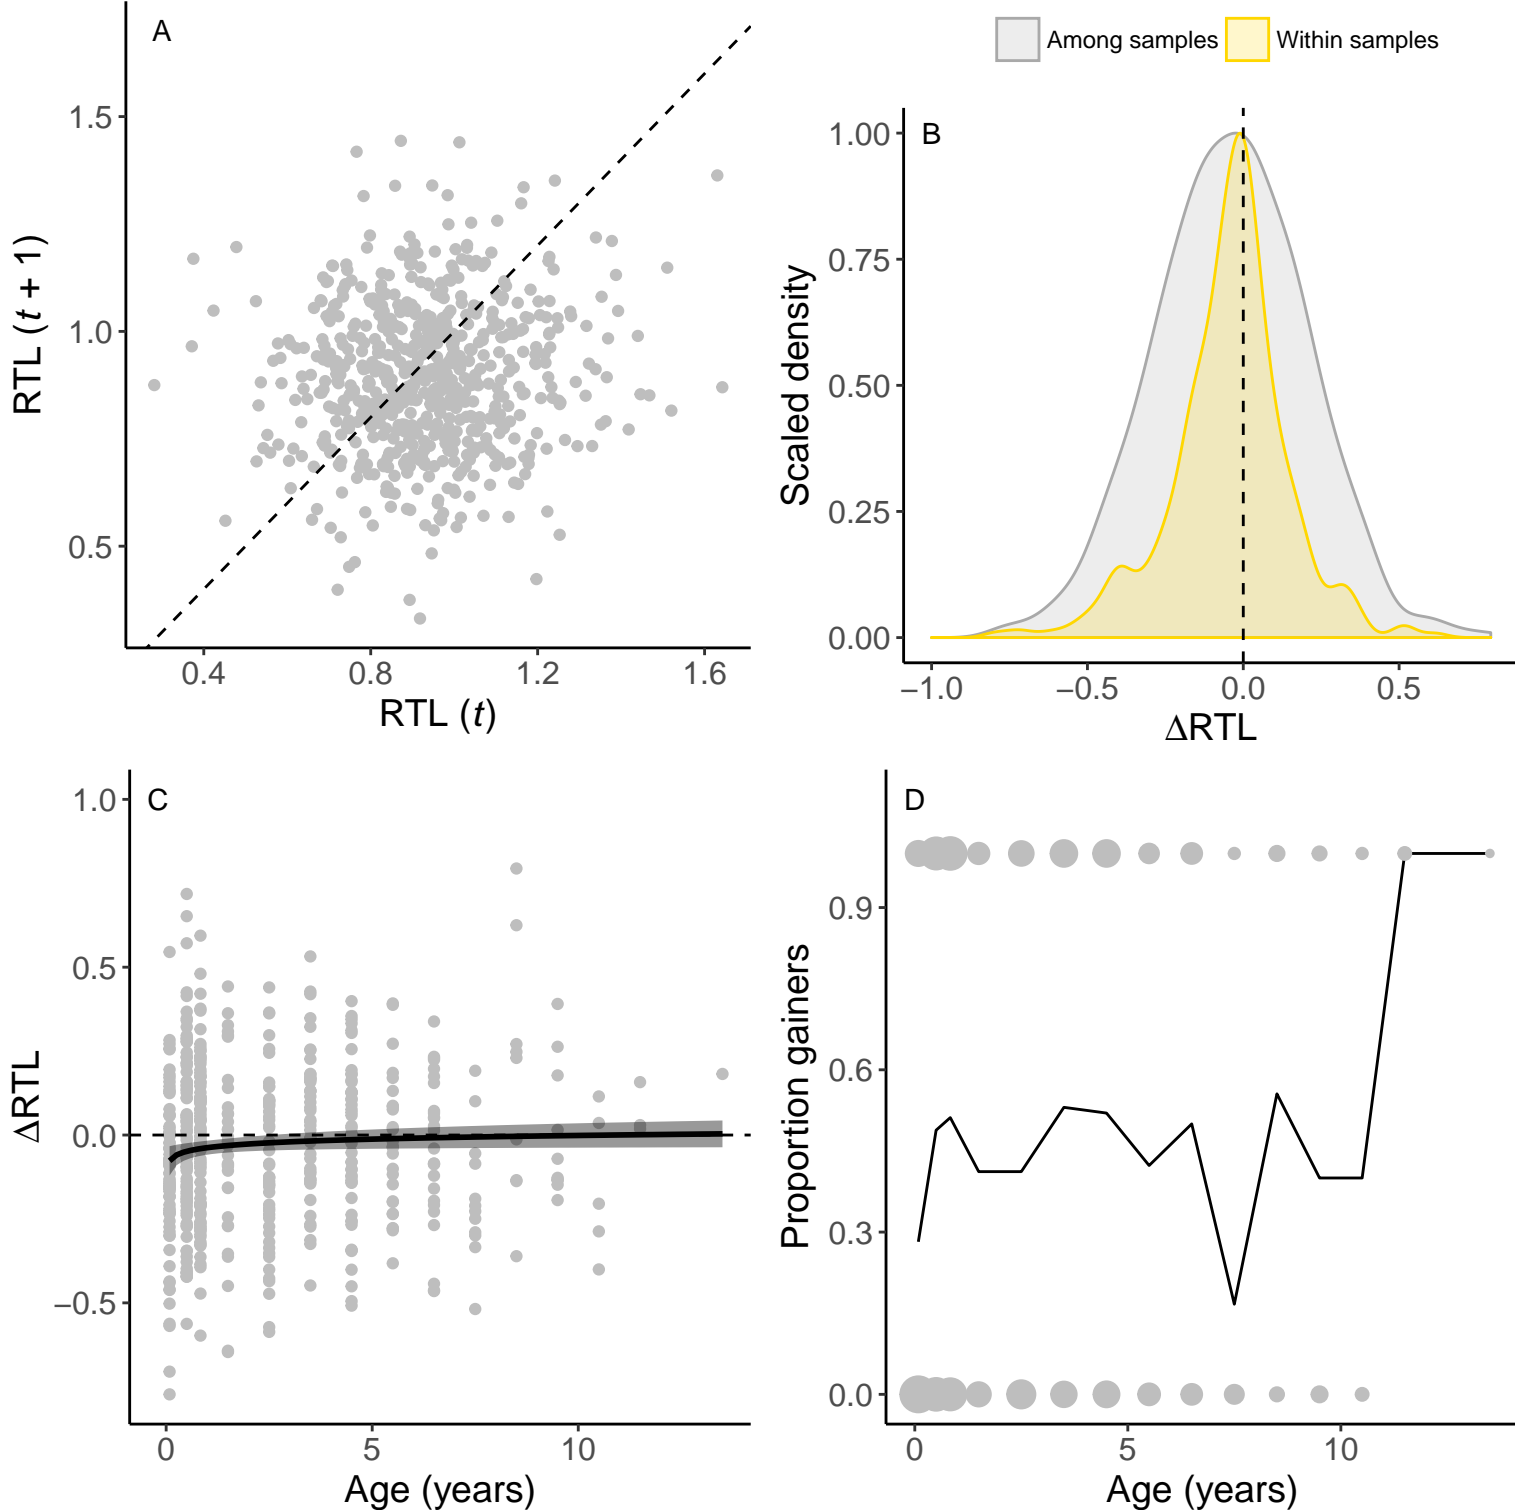 A
1.5
1.0
0.5
RTL (t + 1)
0.4 0.8 1.2 1.6
RTL (t)
Among samples Within samples
B
1.00
0.75
0.50
0.25
0.00
Scaled density
−1.0 −0.5 0.0 0.5
ΔRTL
C
1.0
0.5
0.0
−0.5
ΔRTL
0 5 10
Age (years)
D
0.9
0.6
0.3
0.0
Proportion gainers
0 5 10
Age (years)